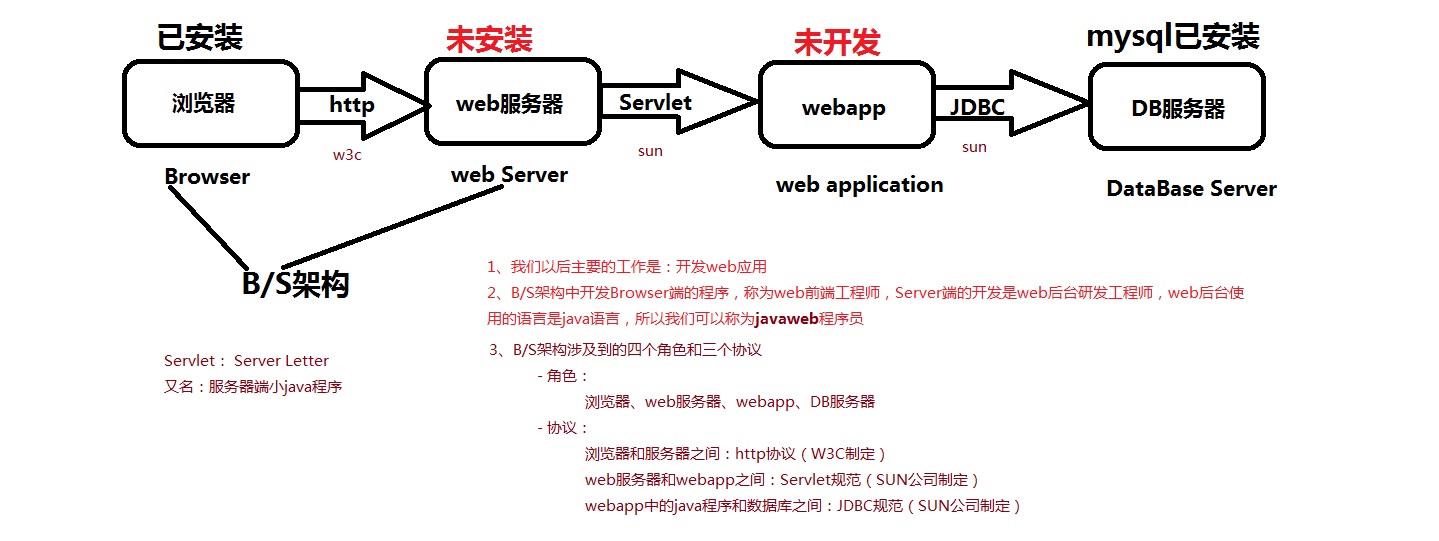 已安装
未安装
未开发
mysql已安装
浏览器
http
web服务器
Servlet
webapp
JDBC
DB服务器
w3c
sun
sun
Browser
web Server
web application
DataBase Server
B/S架构
1、我们以后主要的工作是：开发web应用
2、B/S架构中开发Browser端的程序，称为web前端工程师，Server端的开发是web后台研发工程师，web后台使
用的语言是java语言，所以我们可以称为javaweb程序员
3、B/S架构涉及到的四个角色和三个协议
- 角色：
浏览器、web服务器、webapp、DB服务器
- 协议：
浏览器和服务器之间：http协议（W3C制定）
web服务器和webapp之间：Servlet规范（SUN公司制定）
webapp中的java程序和数据库之间：JDBC规范（SUN公司制定）
Servlet： Server Letter
又名：服务器端小java程序